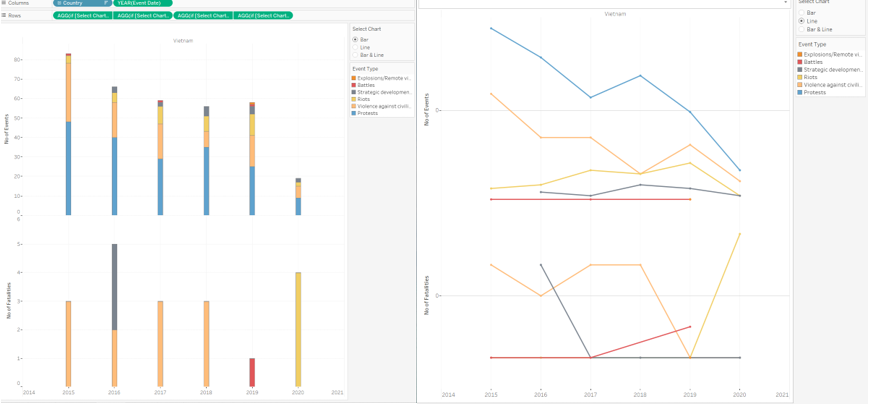 Columns
Country
YEAR(Event Date)
Rows
AGG(if [Select Chart..
AGG(if [Select Chart..
AGG(if [Select Chart..
AGG(if [Select Chart..
Vietnam
No of Events
80
70
60
50
40
30
20
10
0
No of Fatalities
6
5
4
3
2
1
0
2014 2015 2016 2017 2018 2019 2020 2021
Select Chart
Bar
Line
Bar & Line
Event Type
Explosions/Remote vi...
Battles
Strategic developmen..
Riots
Violence against civili...
Protests
Vietnam
No of Events
0
No of Fatalities
0
2014 2015 2016 2017 2018 2019 2020 2021
Select Chart
Bar
Line
Bar & Line
Event Type
Explosions/Remote vi...
Battles
Strategic developmen..
Riots
Violence against civili...
Protests